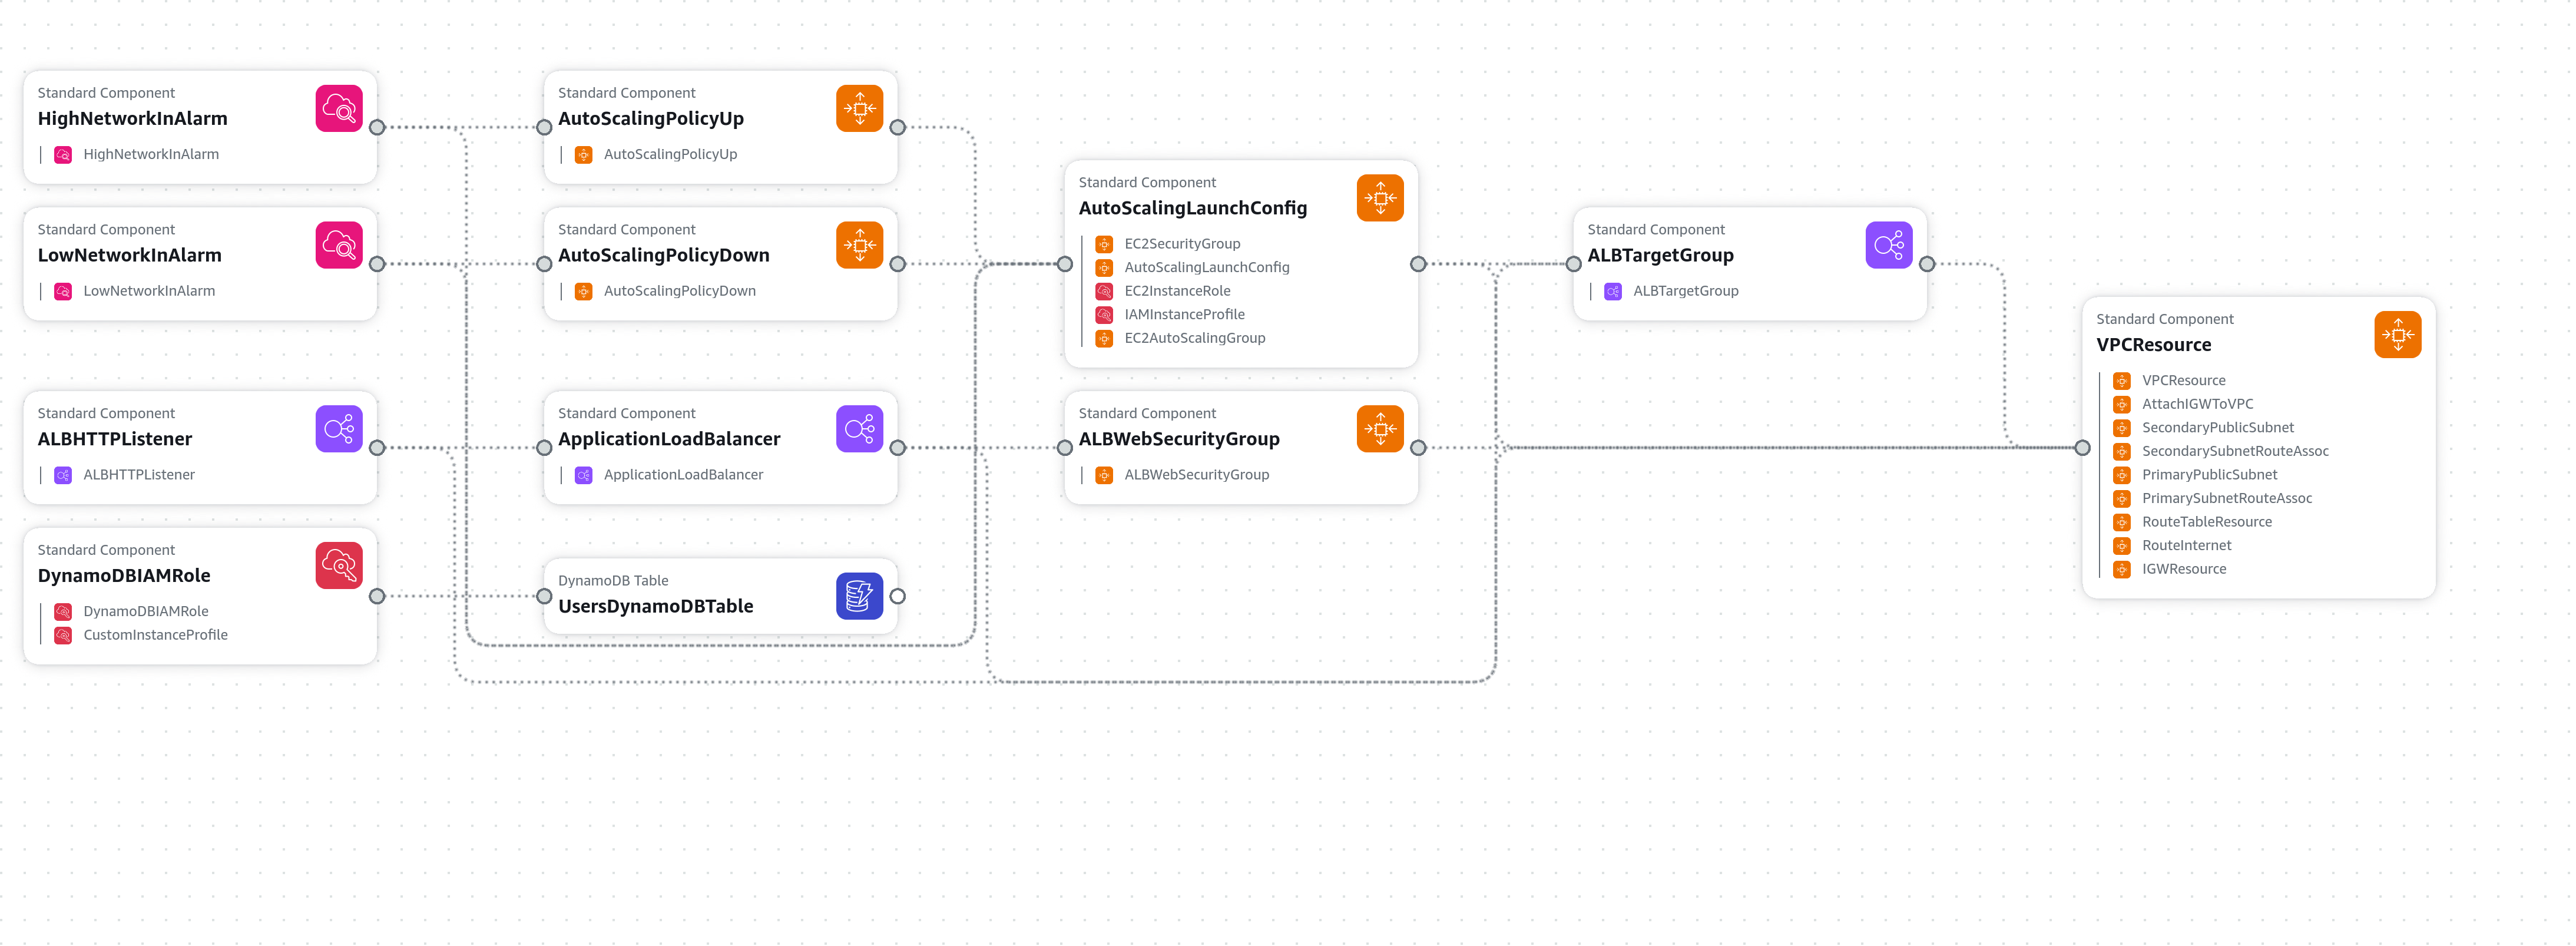 Standard Component
HighNetworkInAlarm
HighNetworkInAlarm
Standard Component
LowNetworkInAlarm
LowNetworkInAlarm
Standard Component
ALBHTTPListener
ALBHTTPListener
Standard Component
DynamoDBIAMRole
DynamoDBIAMRole
CustomInstanceProfile
Standard Component
AutoScalingPolicyUp
AutoScalingPolicyUp
Standard Component
AutoScalingPolicyDown
AutoScalingPolicyDown
Standard Component
ApplicationLoadBalancer
ApplicationLoadBalancer
DynamoDB Table
UsersDynamoDBTable
Standard Component
AutoScalingLaunchConfig
EC2SecurityGroup
AutoScalingLaunchConfig
EC2InstanceRole
IAMInstanceProfile
EC2AutoScalingGroup
Standard Component
ALBWebSecurityGroup
ALBWebSecurityGroup
Standard Component
ALBTargetGroup
ALBTargetGroup
Standard Component
VPCResource
VPCResource
AttachIGWToVPC
SecondaryPublicSubnet
SecondarySubnetRouteAssoc
PrimaryPublicSubnet
PrimarySubnetRouteAssoc
RouteTableResource
RouteInternet
IGWResource